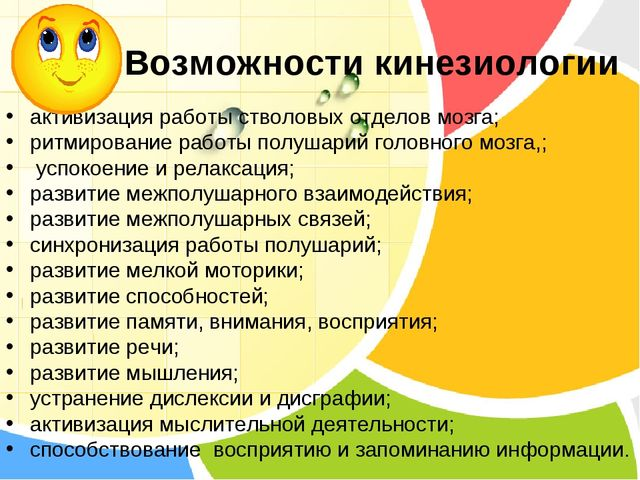 Возможности кинезиологии
• активизация работы стволовых отделов мозга;
• ритмирование работы полушарий головного мозга,;
• успокоение и релаксация;
• развитие межполушарного взаимодействия;
• развитие межполушарных связей;
• синхронизация работы полушарий;
• развитие мелкой моторики;
• развитие способностей;
• развитие памяти, внимания, восприятия;
• развитие речи;
• развитие мышления;
• устранение дислексии и дисграфии;
• активизация мыслительной деятельности;
• способствование  восприятию и запоминанию информации.